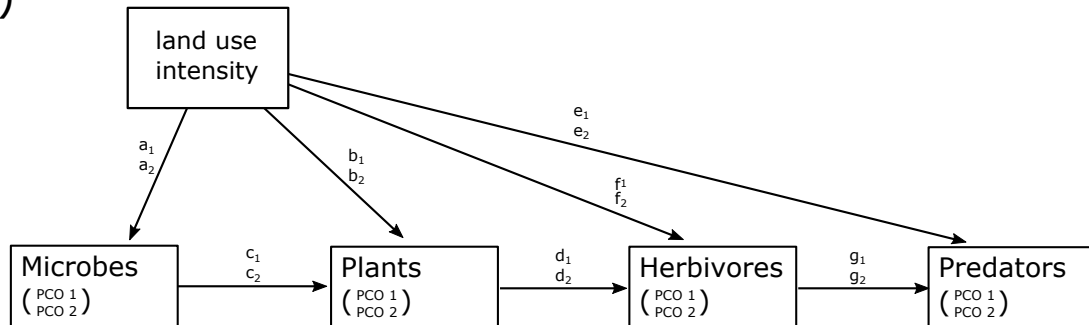 )
land use
intensity
e₁
e₂
a₁
a₂
b₁
b₂
f¹
f₂
c₁
c₂
d₁
d₂
g₁
g₂
Microbes
( PCO 1
PCO 2 )
Plants
( PCO 1
PCO 2 )
Herbivores
( PCO 1
PCO 2 )
Predators
( PCO 1
PCO 2 )